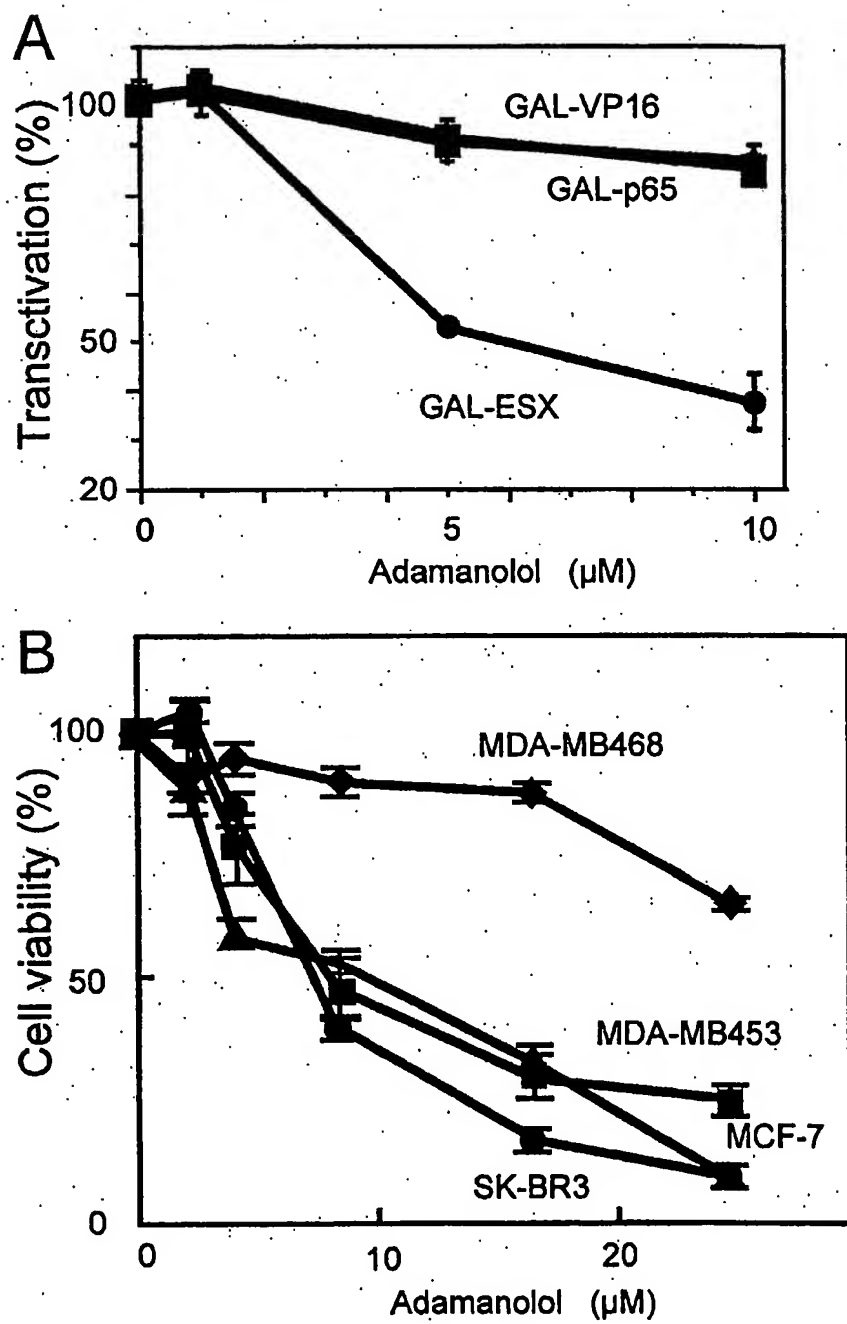 A
Transctivation (%)
100
50
20
GAL-VP16
GAL-p65
GAL-ESX
0 5 10
Adamanolol (µM)
B
Cell viability (%)
100
50
0
MDA-MB468
MDA-MB453
MCF-7
SK-BR3
0 10 20
Adamanolol (µM)